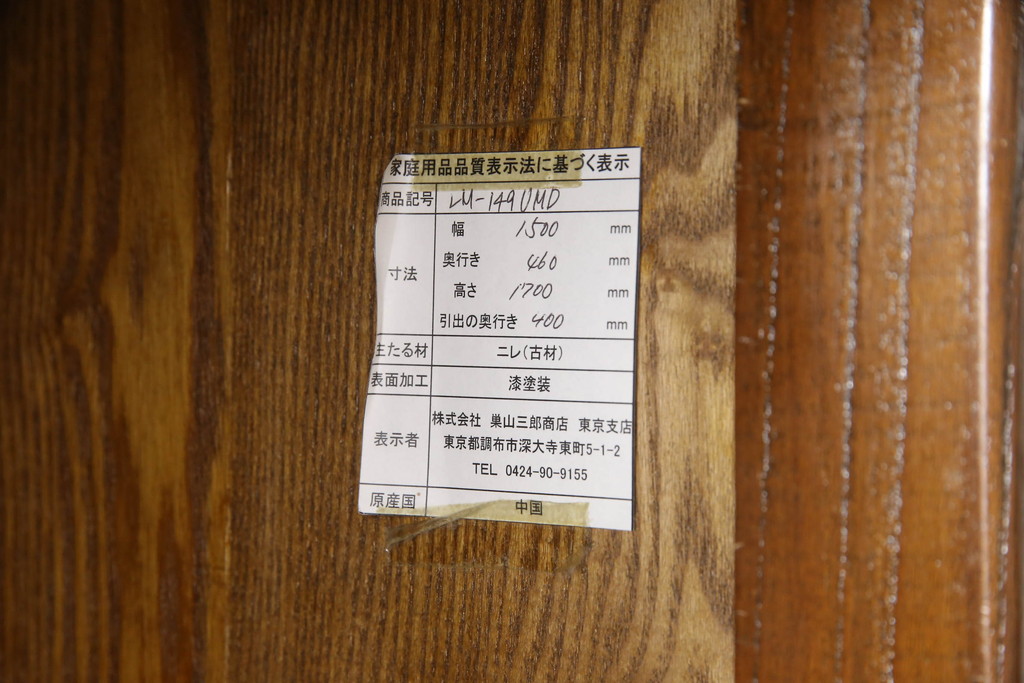 家庭用品品質表示法に基づく表示
商品記号 LM-149UMD
寸法
幅 1500 mm
奥行き 460 mm
高さ 1700 mm
引出の奥行き 400 mm
主たる材 ニレ(古材)
表面加工 漆塗装
表示者
株式会社 巣山三郎商店 東京支店
東京都調布市深大寺東町5-1-2
TEL 0424-90-9155
原産国 中国